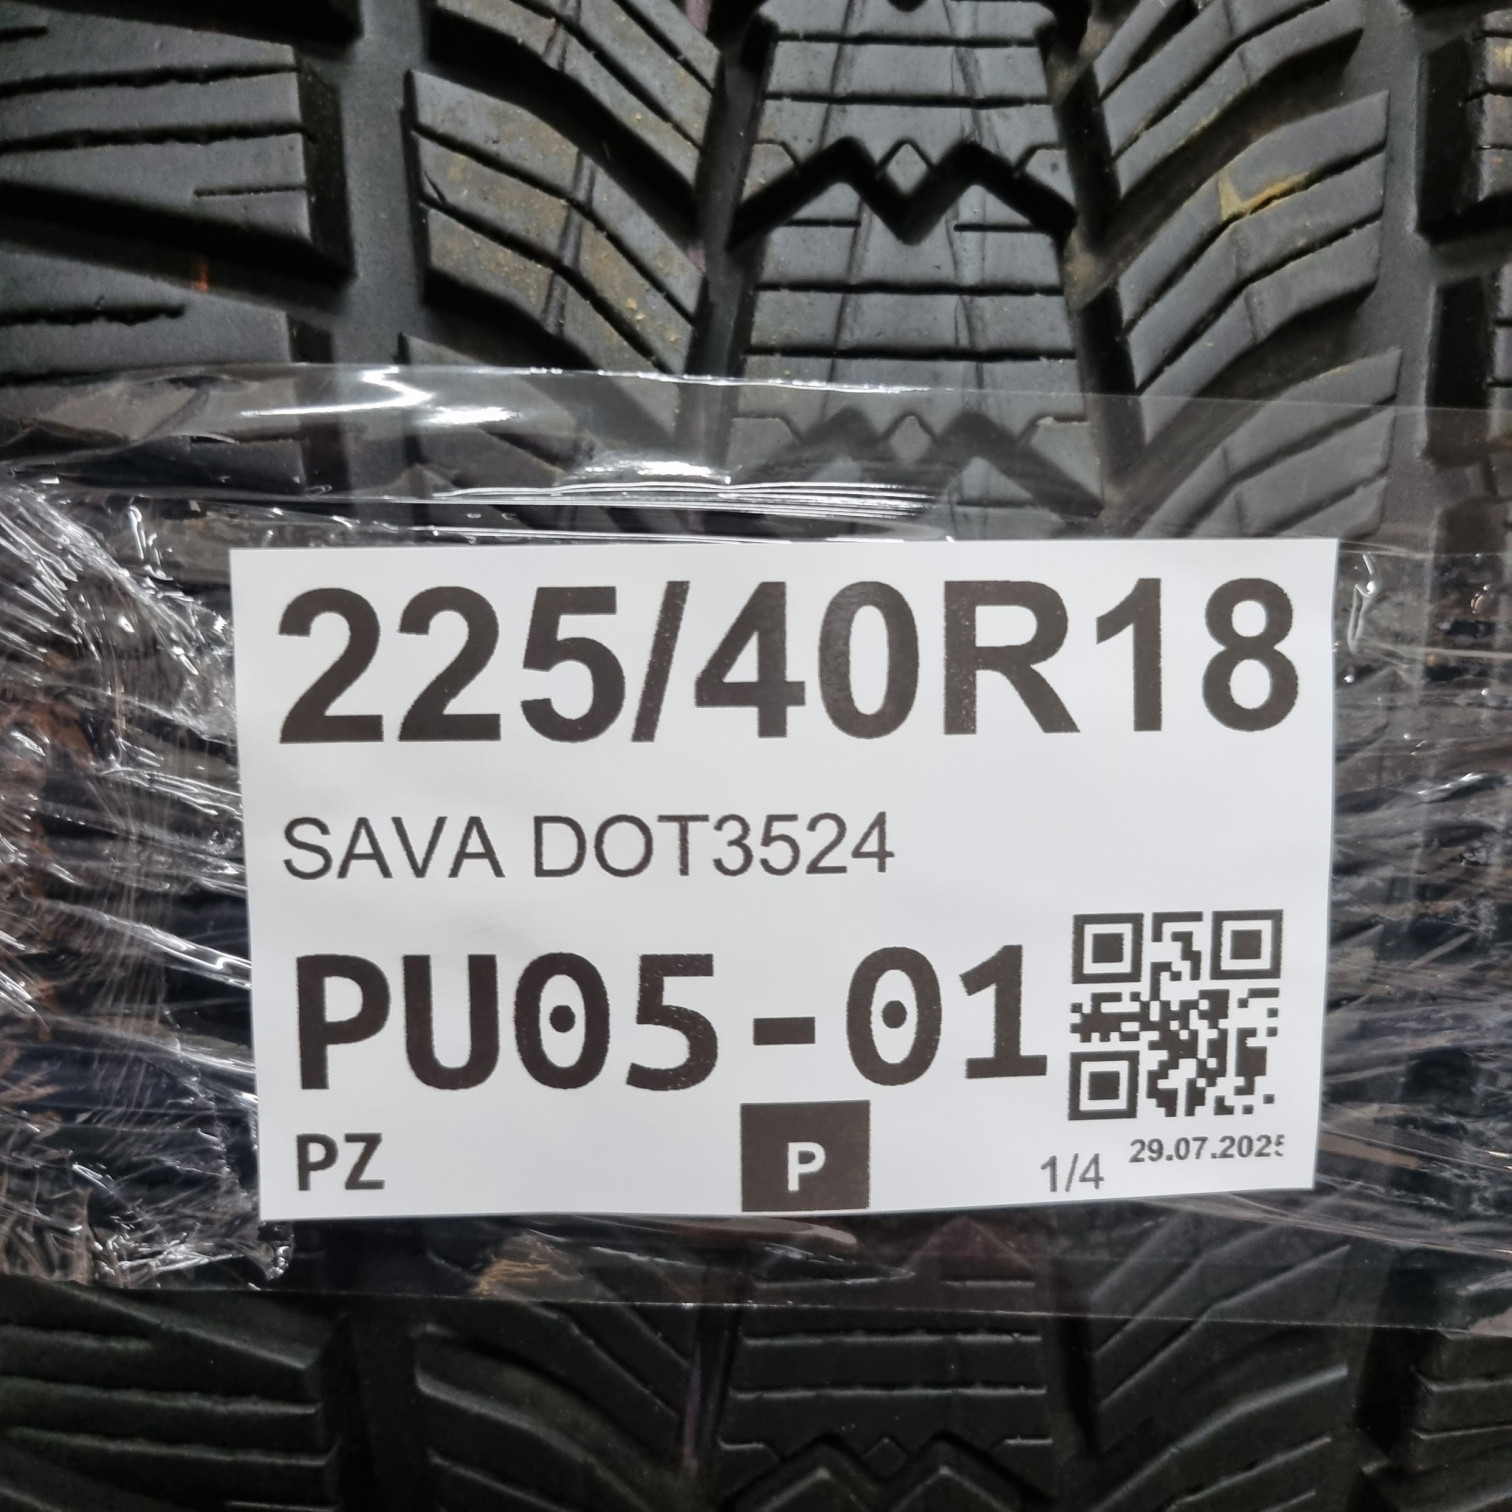 225/40R18
SAVA DOT3524
PU05-01
PZ
P
1/4
29.07.2025